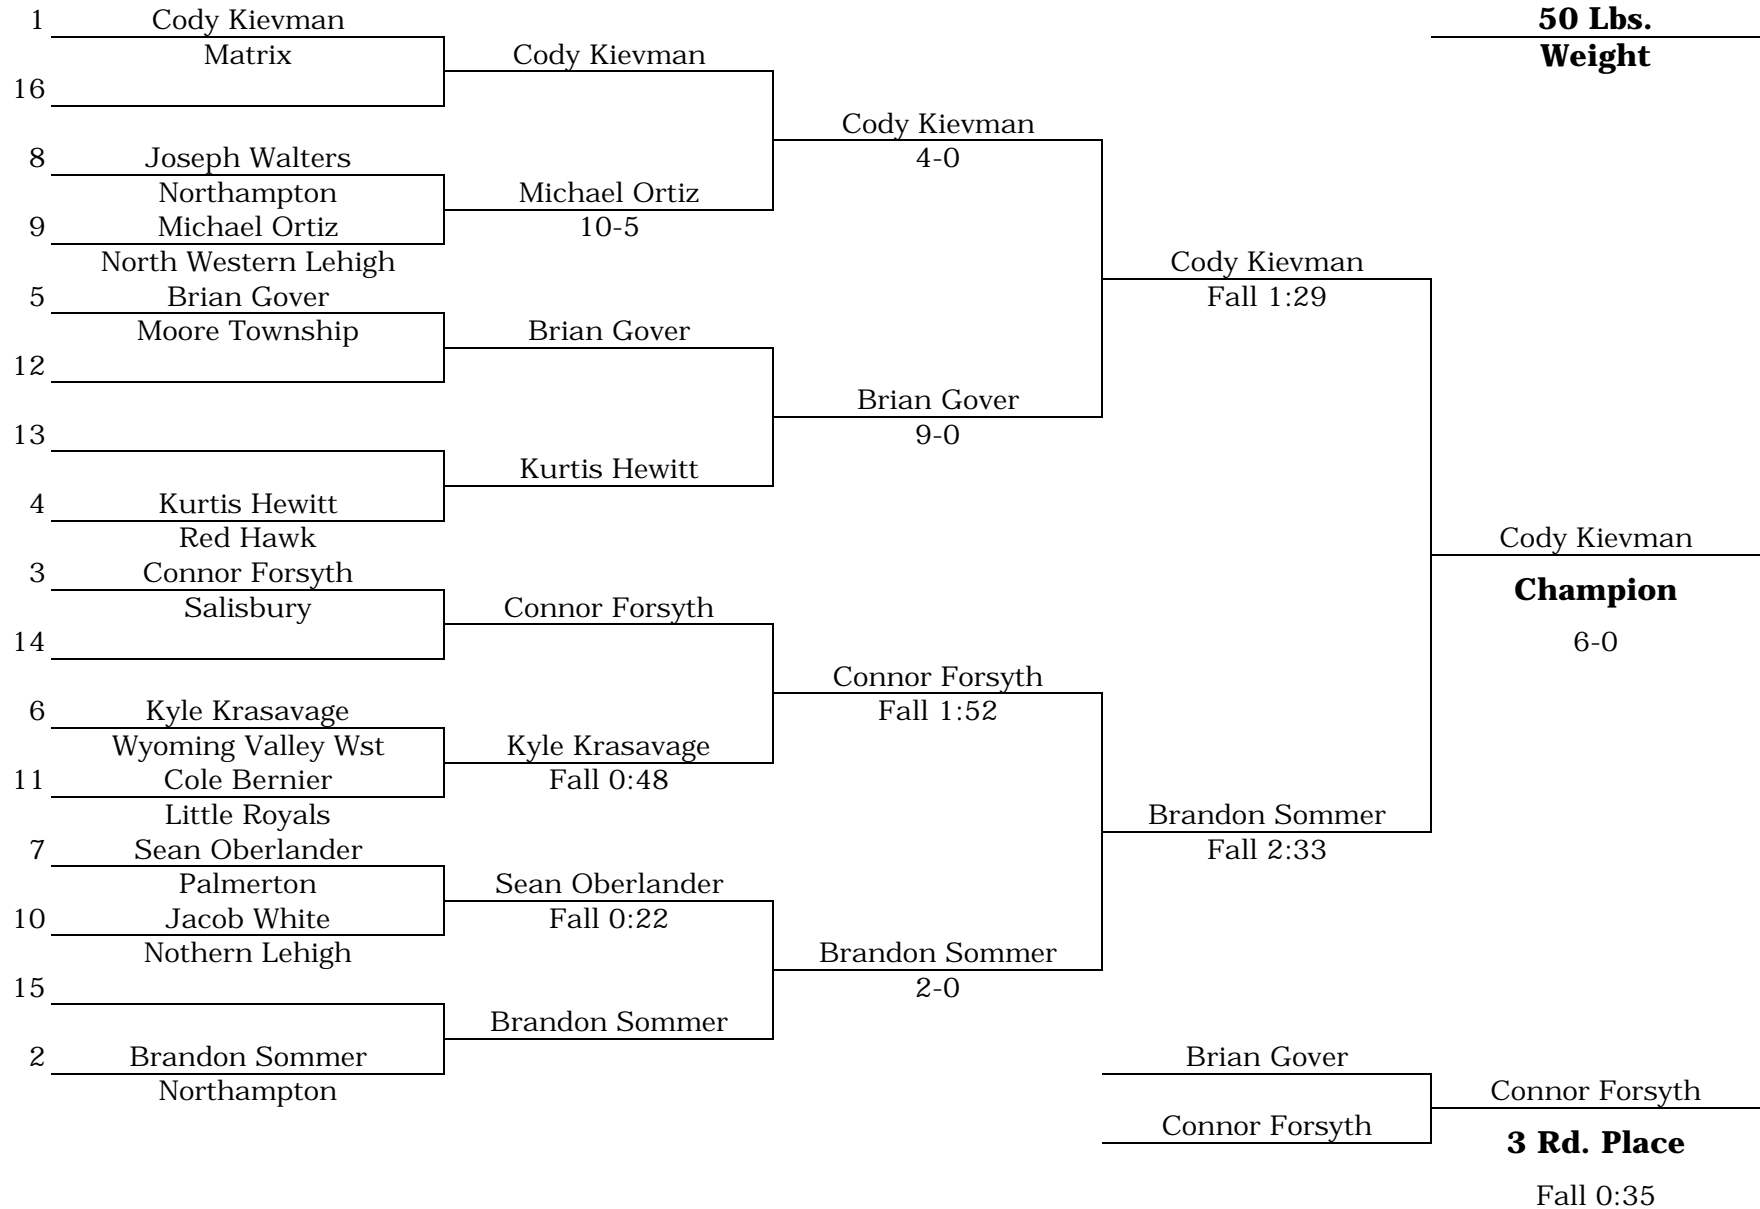 50 Lbs.
Weight
1 Cody Kievman
Matrix
16
8 Joseph Walters
Northampton
9 Michael Ortiz
North Western Lehigh
5 Brian Gover
Moore Township
12
13
4 Kurtis Hewitt
Red Hawk
3 Connor Forsyth
Salisbury
14
6 Kyle Krasavage
Wyoming Valley Wst
11 Cole Bernier
Little Royals
7 Sean Oberlander
Palmerton
10 Jacob White
Nothern Lehigh
15
2 Brandon Sommer
Northampton
Cody Kievman
Michael Ortiz
10-5
Brian Gover
Kurtis Hewitt
Connor Forsyth
Kyle Krasavage
Fall 0:48
Sean Oberlander
Fall 0:22
Brandon Sommer
Cody Kievman
4-0
Brian Gover
9-0
Connor Forsyth
Fall 1:52
Brandon Sommer
2-0
Cody Kievman
Fall 1:29
Brandon Sommer
Fall 2:33
Cody Kievman
Champion
6-0
Brian Gover
Connor Forsyth
Connor Forsyth
3 Rd. Place
Fall 0:35